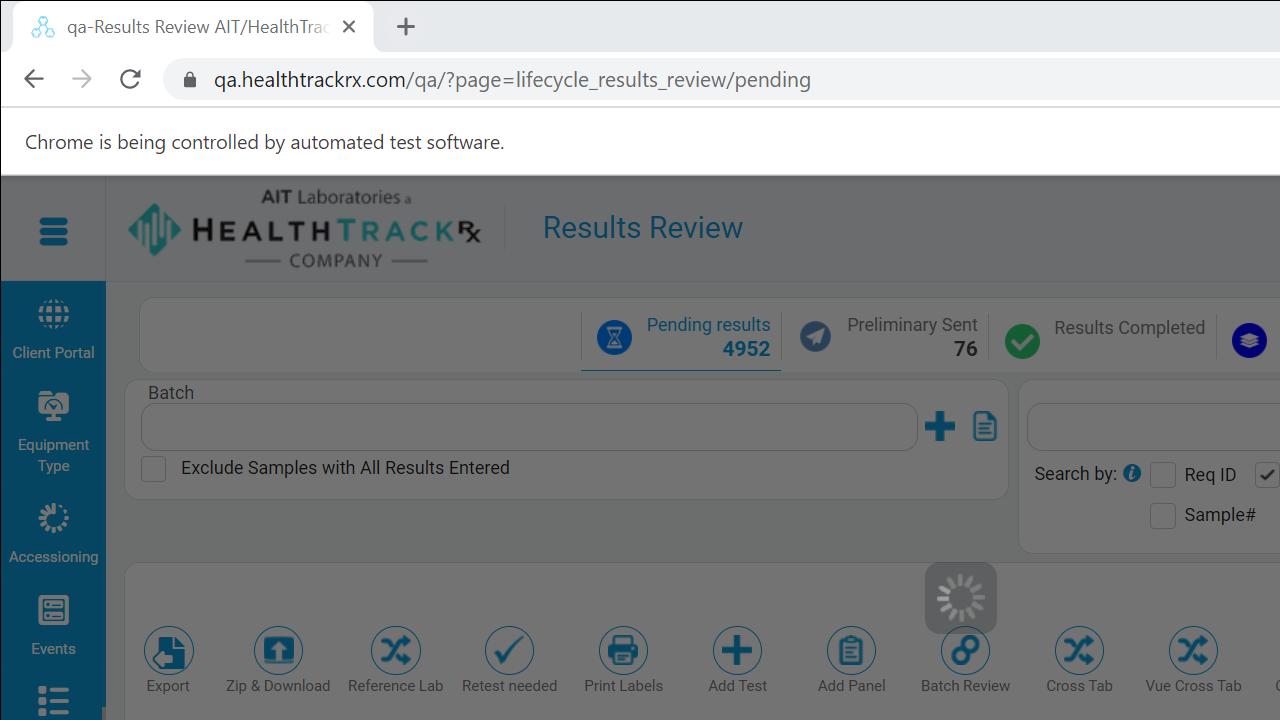 qa-Results Review AIT/HealthTrac
qa.healthtrackrx.com/qa/?page=lifecycle_results_review/pending
Chrome is being controlled by automated test software.
AIT Laboratories a
HEALTHTRACKRx
COMPANY
Results Review
Client Portal
Equipment
Type
Accessioning
Events
Pending results
4952
Preliminary Sent
76
Results Completed
Batch
Exclude Samples with All Results Entered
Search by:
Req ID
Sample#
Export
Zip & Download
Reference Lab
Retest needed
Print Labels
Add Test
Add Panel
Batch Review
Cross Tab
Vue Cross Tab